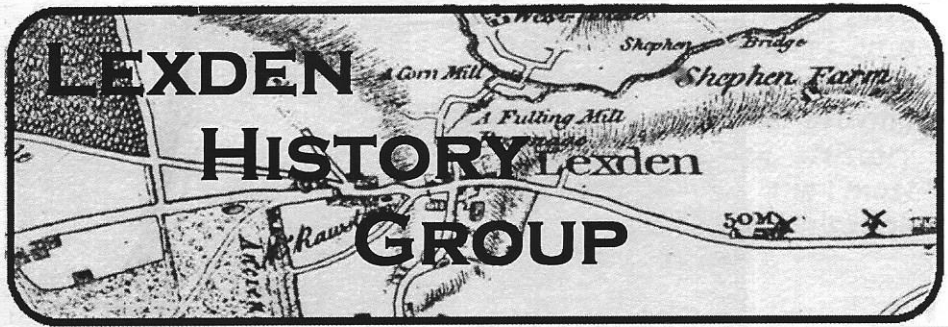 LEXDEN
HISTORY
GROUP
A Corn Mill
Shephen Bridge
Shephen Farm
A Fulling Mill
Lexden
50M